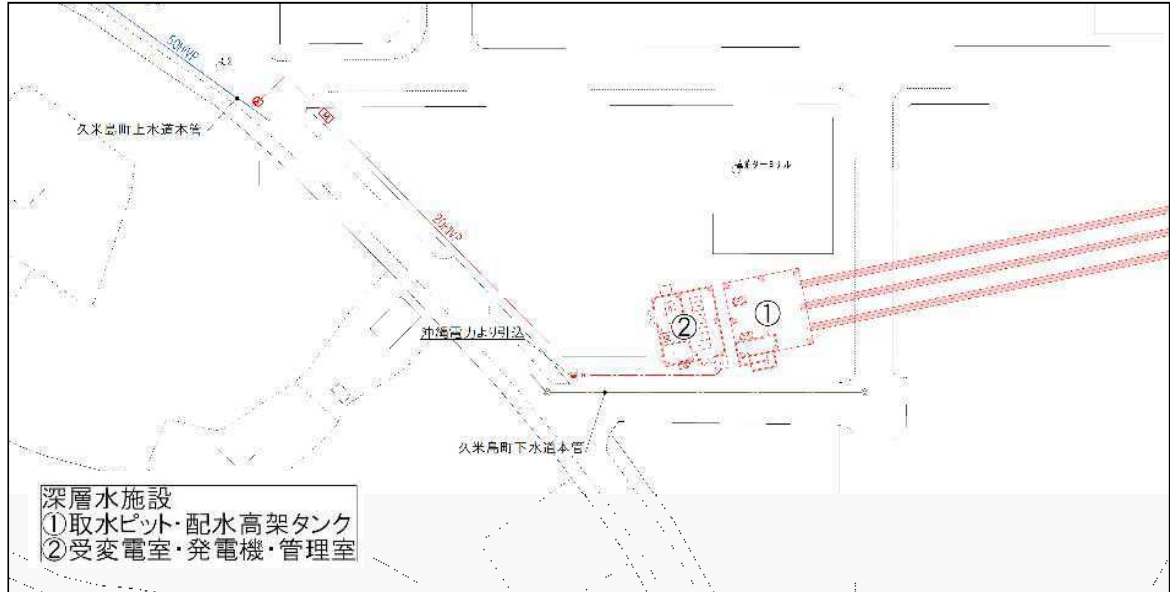 50HIVP
久米島町上水道本管
20HIVP
沖縄電力より引込
①
②
久米島町下水道本管
深層水施設
①取水ピット・配水高架タンク
②受変電室・発電機・管理室